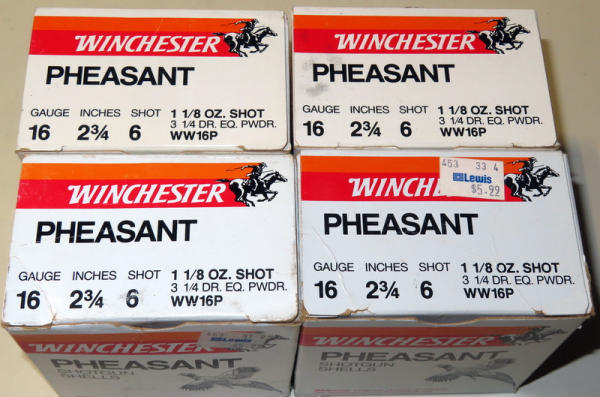 WINCHESTER
PHEASANT
GAUGE INCHES SHOT 1 1/8 OZ. SHOT
16 2¾ 6 3 1/4 DR. EQ. PWDR.
WW16P
WINCHESTER
PHEASANT
GAUGE INCHES SHOT 1 1/8 OZ. SHOT
16 2¾ 6 3 1/4 DR. EQ. PWDR.
WW16P
WINCHESTER
PHEASANT
GAUGE INCHES SHOT 1 1/8 OZ. SHOT
16 2¾ 6 3 1/4 DR. EQ. PWDR.
WW16P
453 33 4
Lewis
$5.99
WINCH
PHEASANT
GAUGE INCHES SHOT 1 1/8 OZ. SHOT
16 2¾ 6 3 1/4 DR. EQ. PWDR.
WW16P
WINCHESTER
Lewis
PHEASANT
SHOTGUN
SHELLS
WINCHESTER
PHEASANT
SHOTGUN
SHELLS